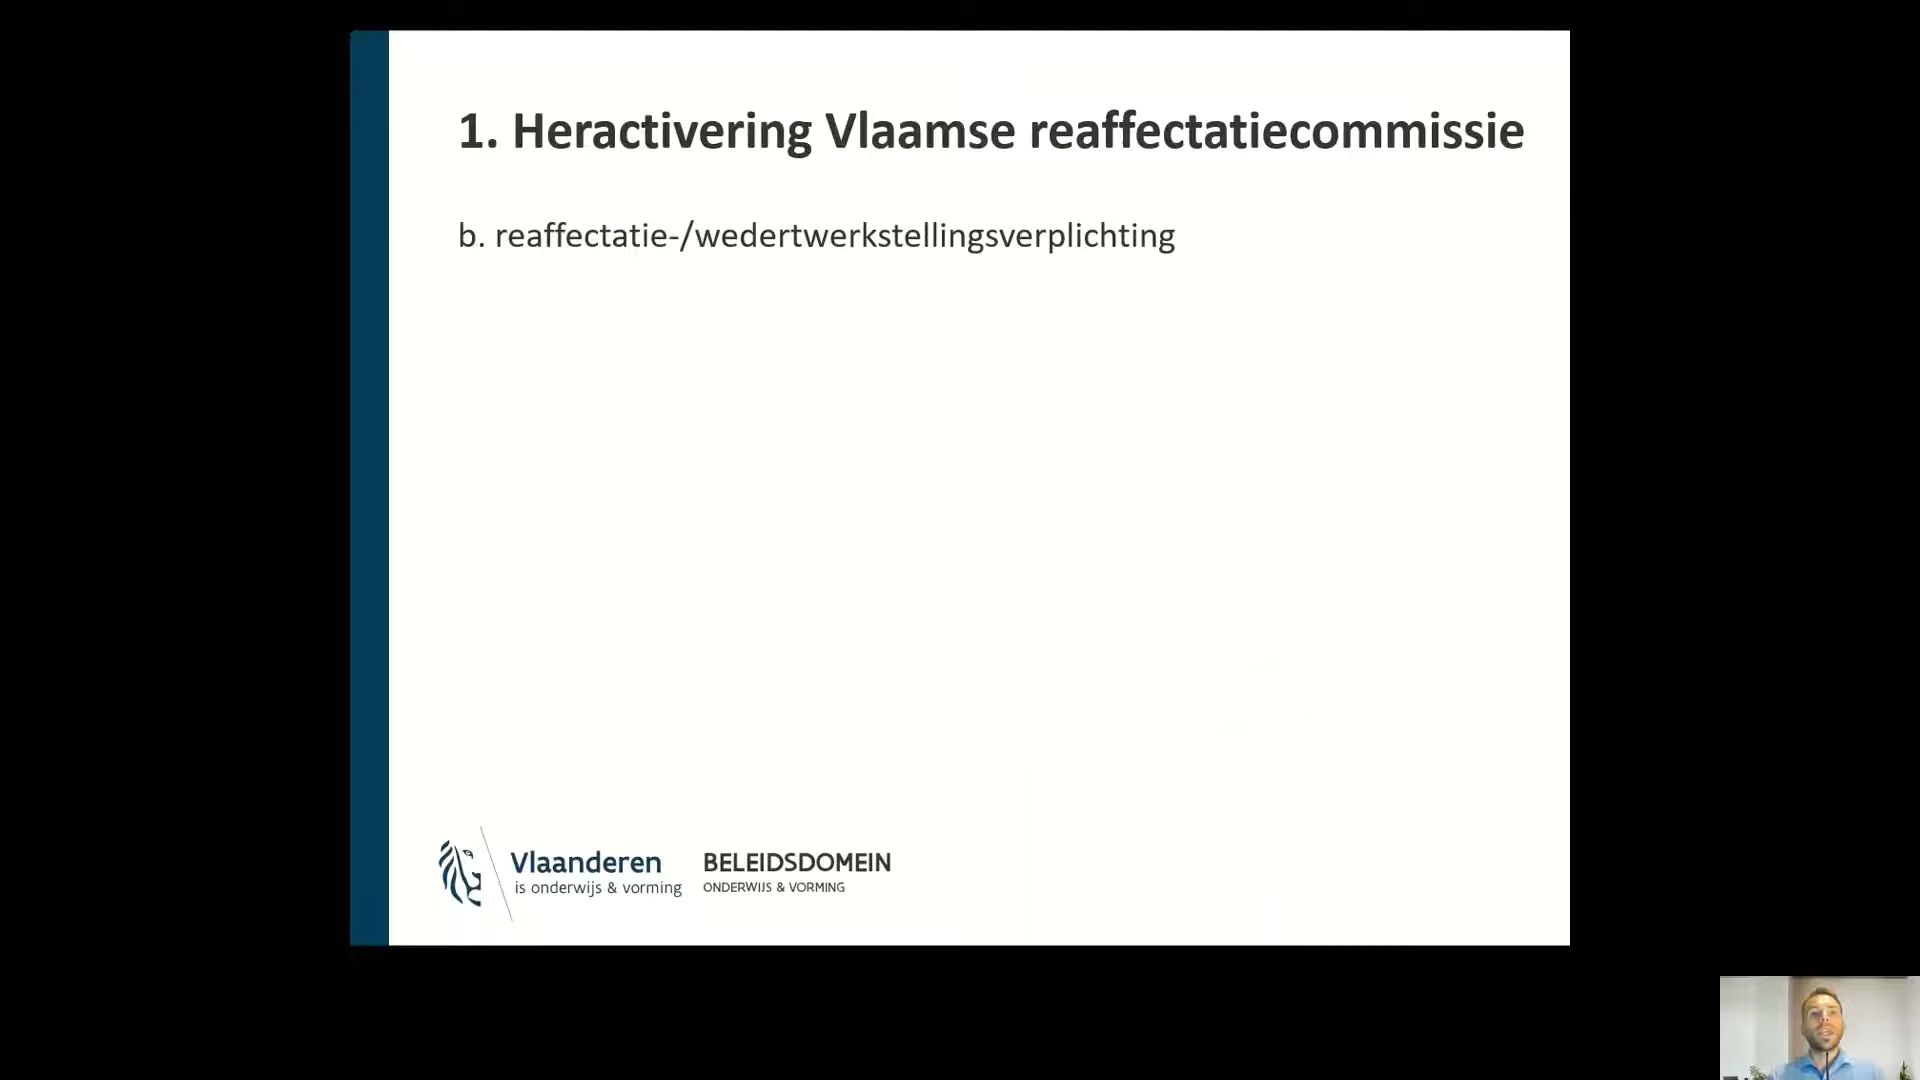 1. Heractivering Vlaamse reaffectatiecommissie
b. reaffectatie-/wedertwerkstellingsverplichting
Vlaanderen
is onderwijs & vorming
BELEIDSDOMEIN
ONDERWIJS & VORMING